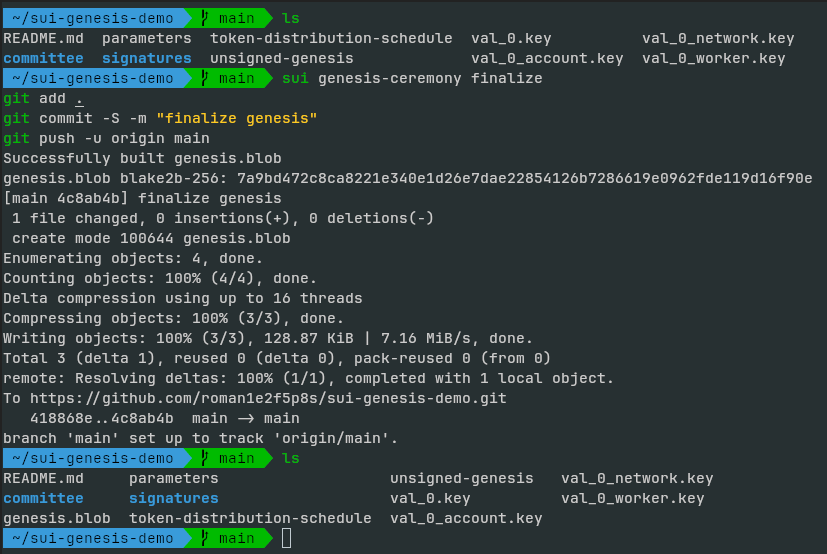 ~/sui-genesis-demo main ls
README.md parameters token-distribution-schedule val_0.key val_0_network.key
committee signatures unsigned-genesis val_0_account.key val_0_worker.key
~/sui-genesis-demo main sui genesis-ceremony finalize
git add .
git commit -S -m "finalize genesis"
git push -u origin main
Successfully built genesis.blob
genesis.blob blake2b-256: 7a9bd472c8ca8221e340e1d26e7dae22854126b7286619e0962fde119d16f90e
[main 4c8ab4b] finalize genesis
1 file changed, 0 insertions(+), 0 deletions(-)
create mode 100644 genesis.blob
Enumerating objects: 4, done.
Counting objects: 100% (4/4), done.
Delta compression using up to 16 threads
Compressing objects: 100% (3/3), done.
Writing objects: 100% (3/3), 128.87 KiB | 7.16 MiB/s, done.
Total 3 (delta 1), reused 0 (delta 0), pack-reused 0 (from 0)
remote: Resolving deltas: 100% (1/1), completed with 1 local object.
To https://github.com/roman1e2f5p8s/sui-genesis-demo.git
418868e..4c8ab4b main -> main
branch 'main' set up to track 'origin/main'.
~/sui-genesis-demo main ls
README.md parameters unsigned-genesis val_0_network.key
committee signatures val_0.key val_0_worker.key
genesis.blob token-distribution-schedule val_0_account.key
~/sui-genesis-demo main